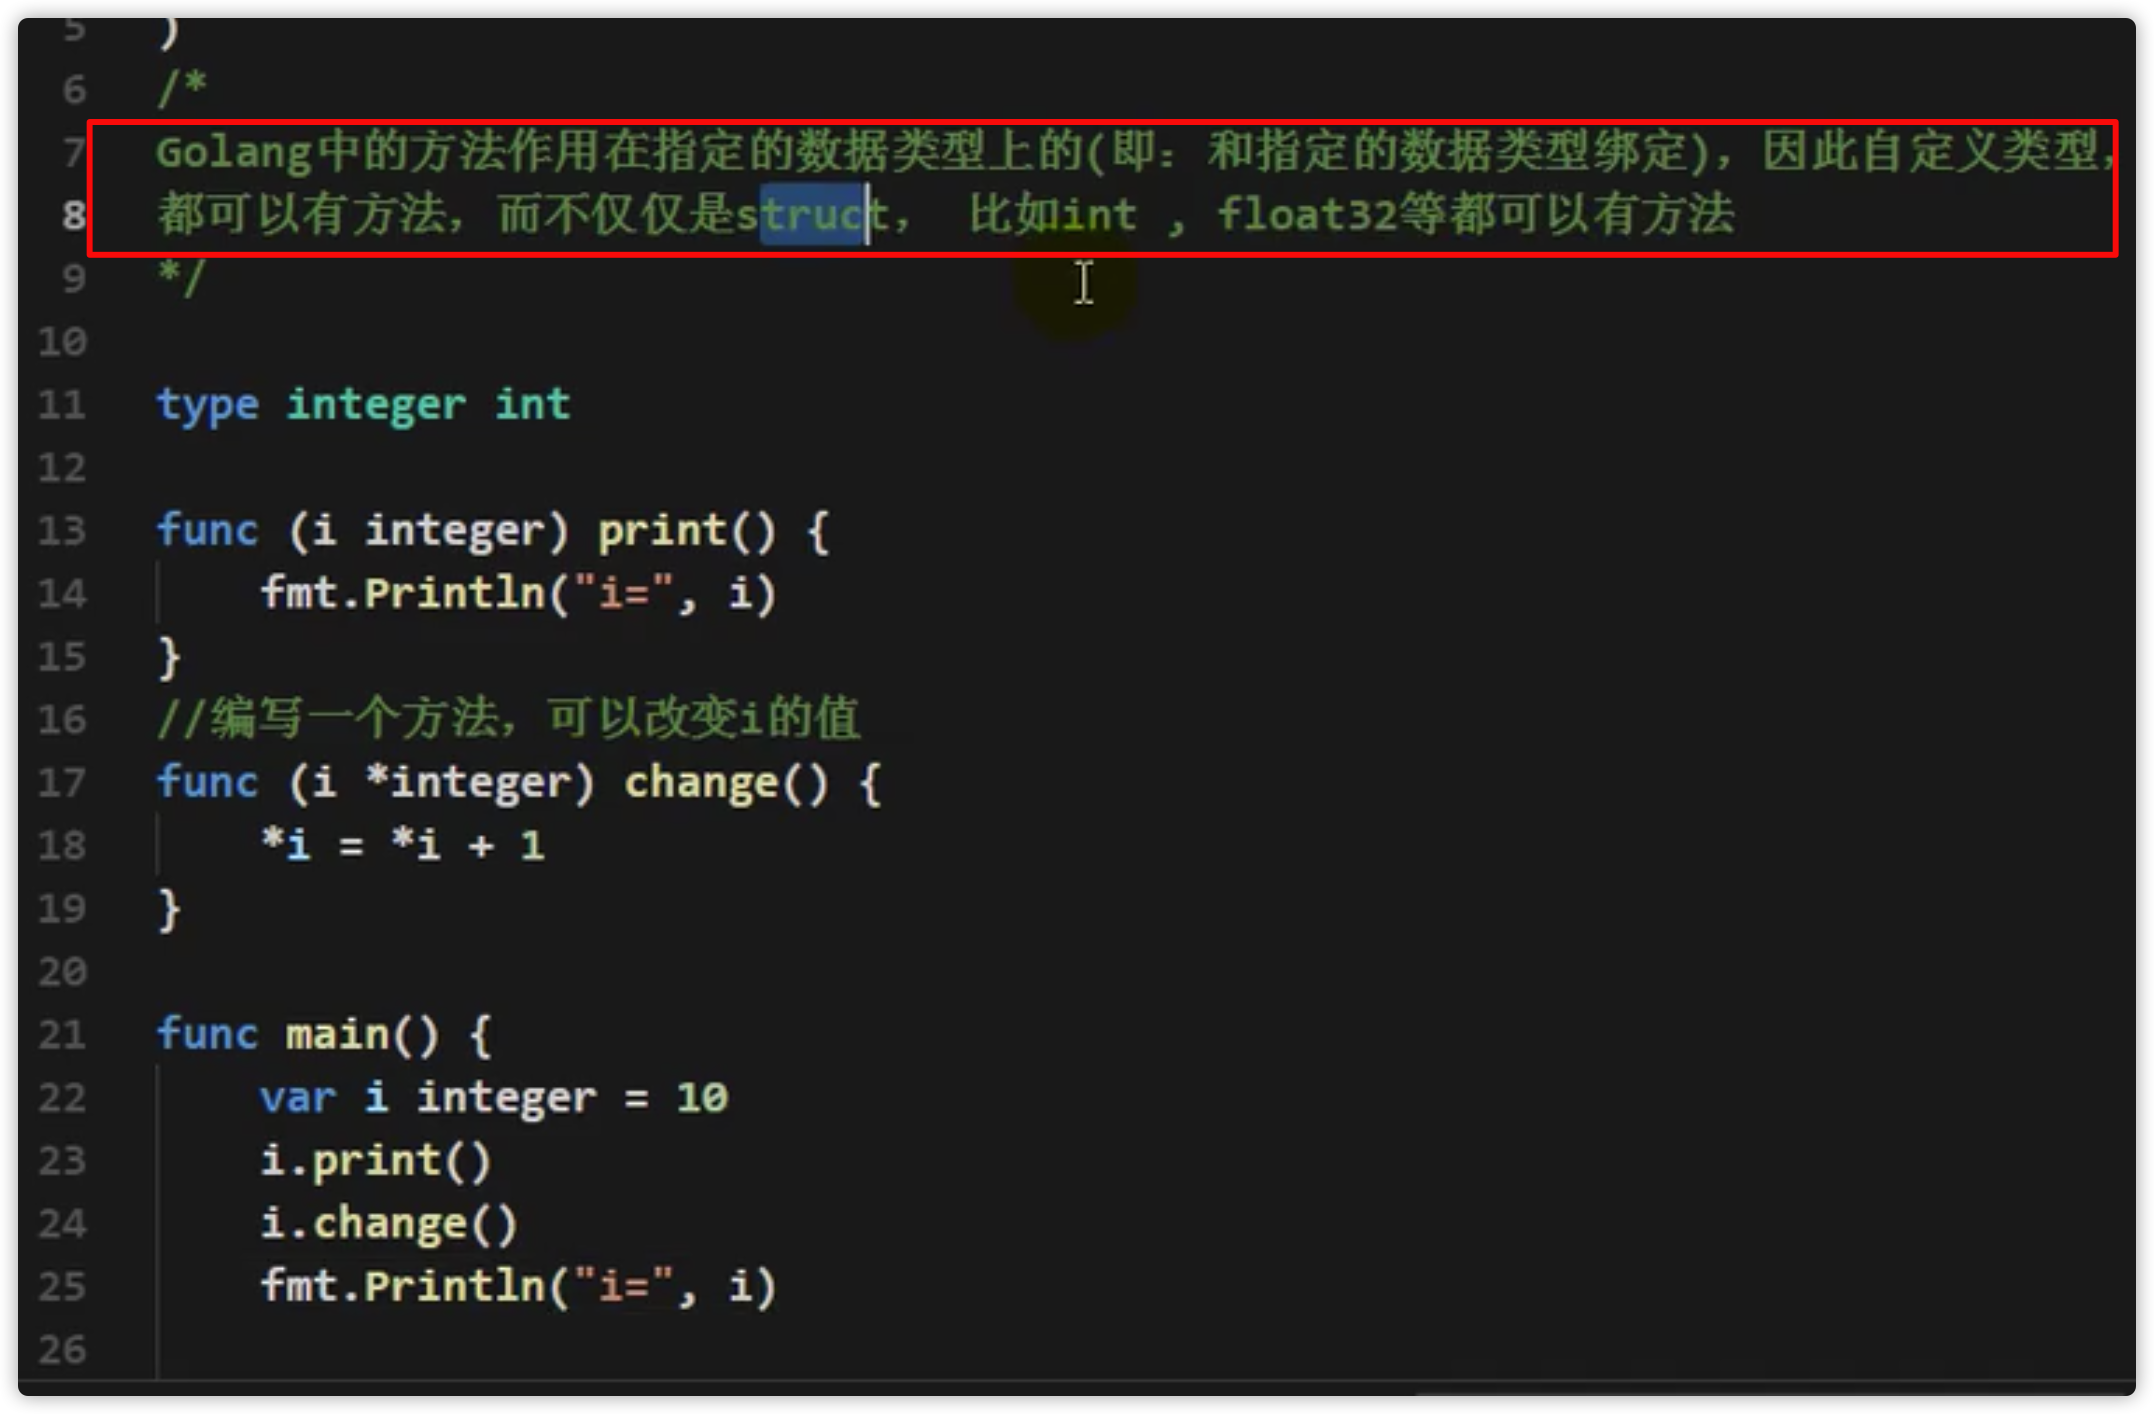 5 )
6 /*
7 Golang中的方法作用在指定的数据类型上的(即：和指定的数据类型绑定)，因此自定义类型，
8 都可以有方法，而不仅仅是struct， 比如int , float32等都可以有方法
9 */
10
11 type integer int
12
13 func (i integer) print() {
14 fmt.Println("i=", i)
15 }
16 //编写一个方法，可以改变i的值
17 func (i *integer) change() {
18 *i = *i + 1
19 }
20
21 func main() {
22 var i integer = 10
23 i.print()
24 i.change()
25 fmt.Println("i=", i)
26